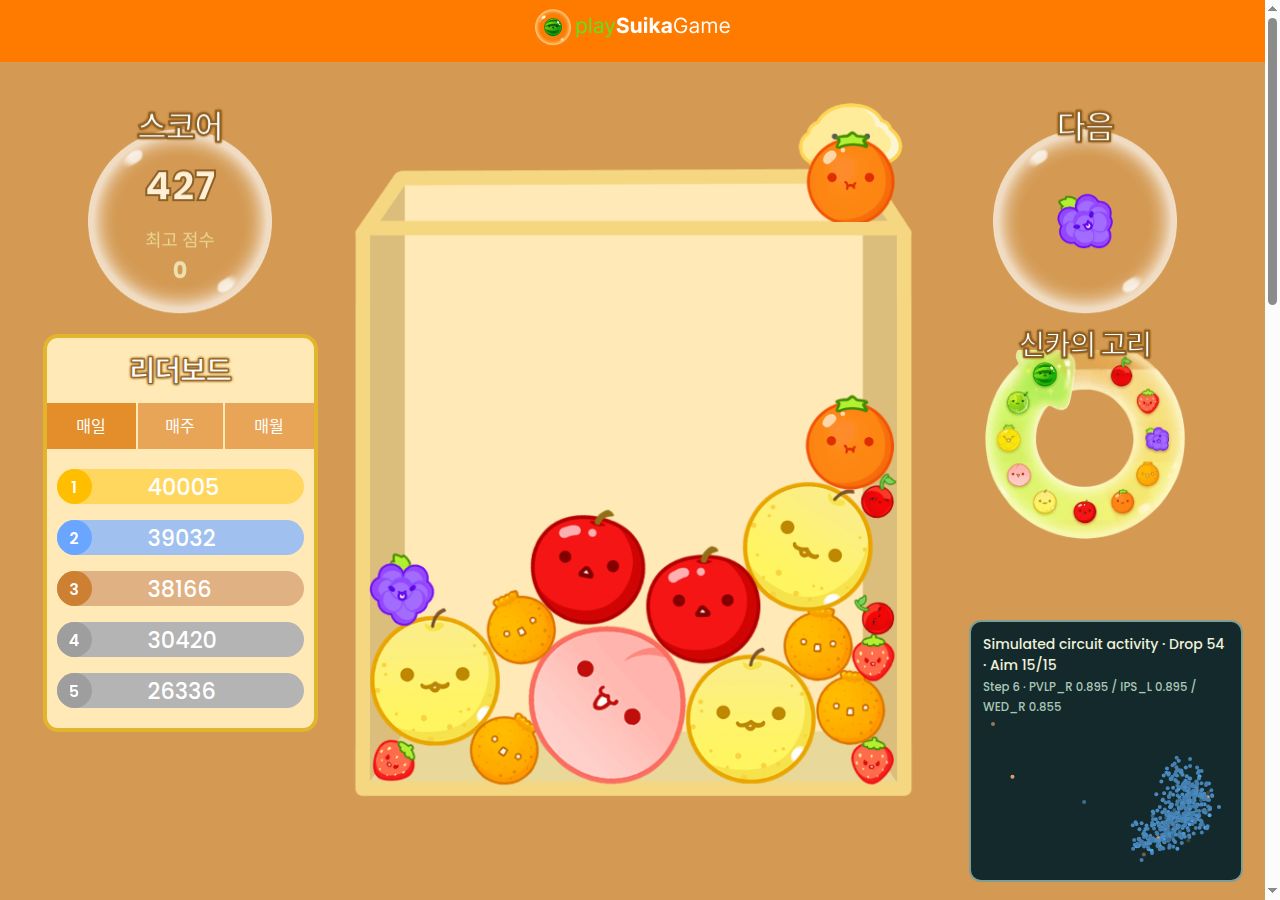 playSuikaGame
스코어
427
최고 점수
0
리더보드
매일 매주 매월
1 40005
2 39032
3 38166
4 30420
5 26336
다음
신카의 고리
Simulated circuit activity · Drop 54
· Aim 15/15
Step 6 · PVLP_R 0.895 / IPS_L 0.895 /
WED_R 0.855